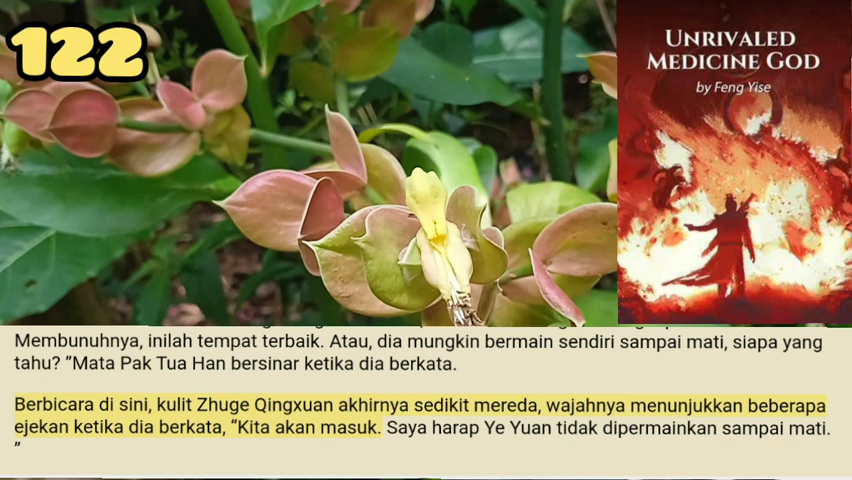 122
UNRIVALED
MEDICINE GOD
by Feng Yise
Membunuhnya, inilah tempat terbaik. Atau, dia mungkin bermain sendiri sampai mati, siapa yang
tahu? ”Mata Pak Tua Han bersinar ketika dia berkata.
Berbicara di sini, kulit Zhuge Qingxuan akhirnya sedikit mereda, wajahnya menunjukkan beberapa
ejekan ketika dia berkata, “Kita akan masuk. Saya harap Ye Yuan tidak dipermainkan sampai mati.
”